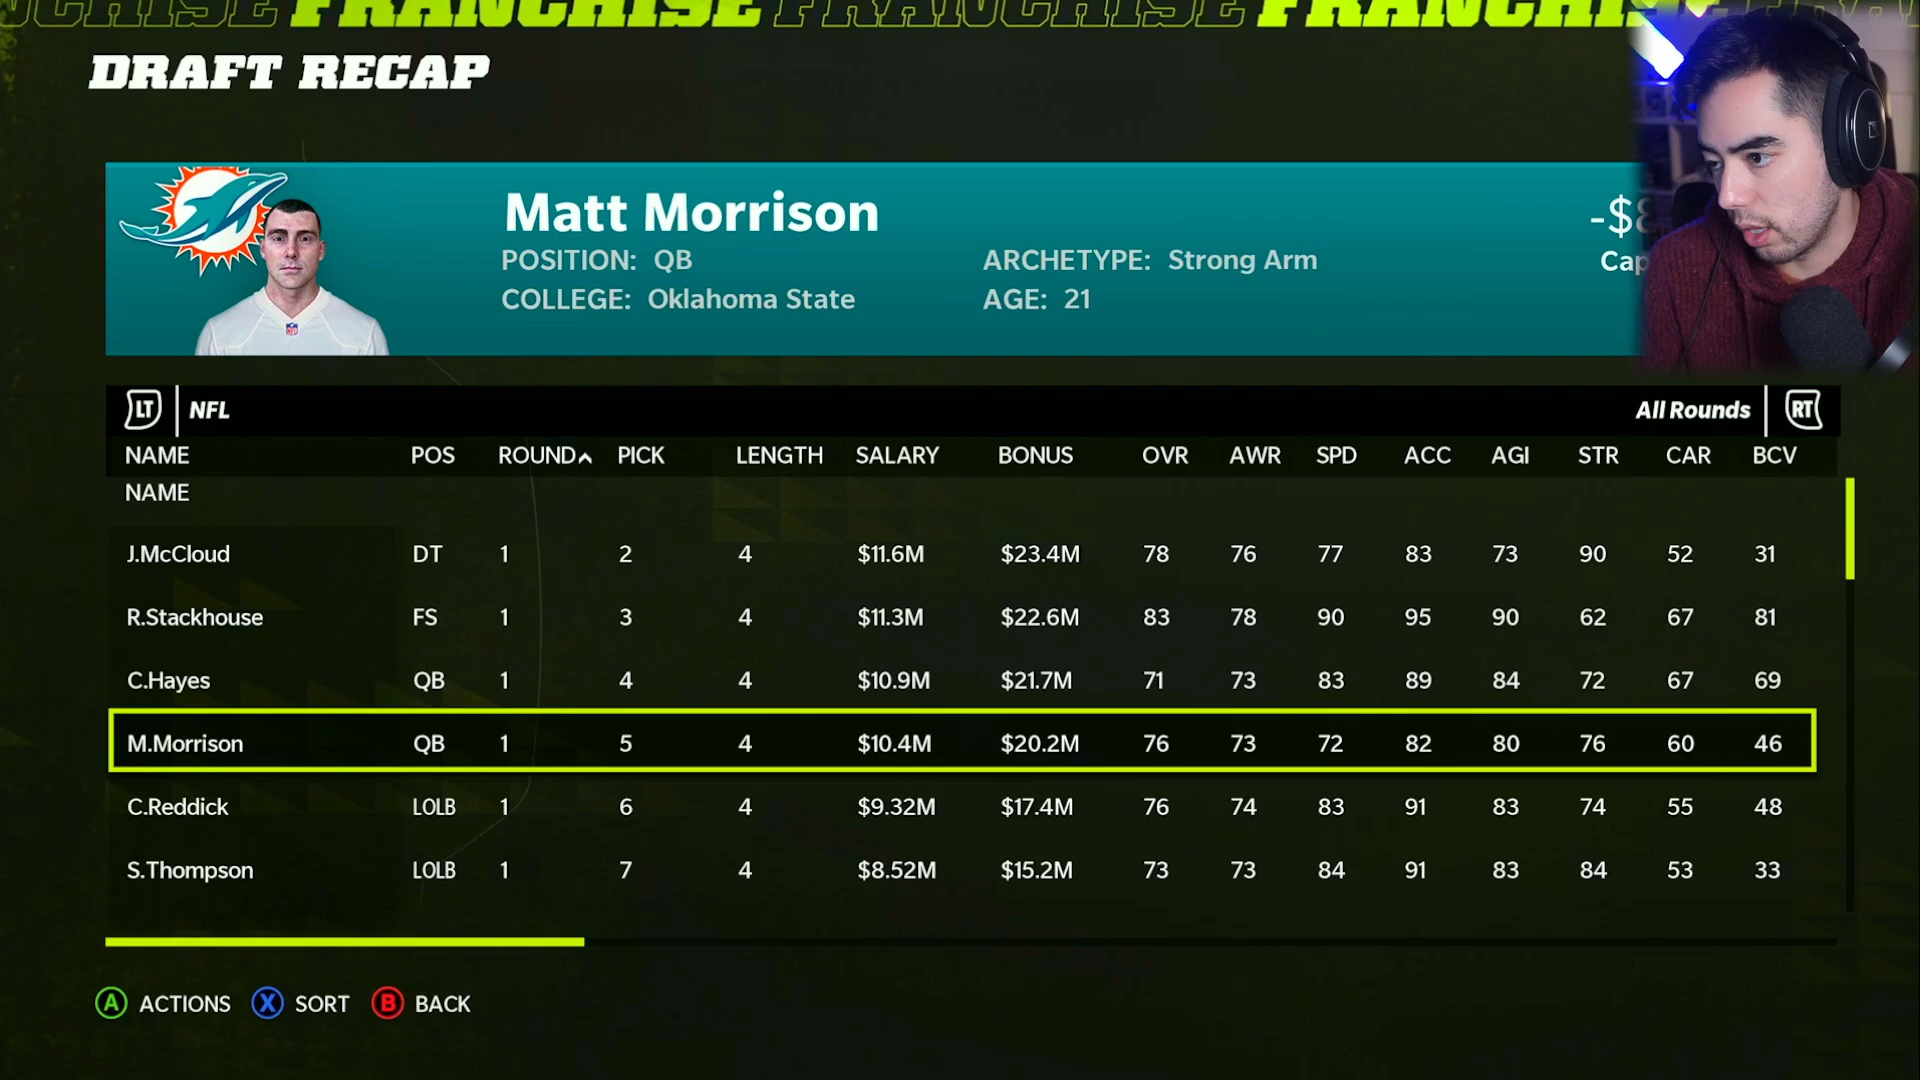 FRANCHISE FRANCHISE FRANCHISE
DRAFT RECAP
Matt Morrison
POSITION: QB
ARCHETYPE: Strong Arm
COLLEGE: Oklahoma State
AGE: 21
-$
Cap
LT NFL All Rounds RT
NAME POS ROUND PICK LENGTH SALARY BONUS OVR AWR SPD ACC AGI STR CAR BCV
NAME
J.McCloud DT 1 2 4 $11.6M $23.4M 78 76 77 83 73 90 52 31
R.Stackhouse FS 1 3 4 $11.3M $22.6M 83 78 90 95 90 62 67 81
C.Hayes QB 1 4 4 $10.9M $21.7M 71 73 83 89 84 72 67 69
M.Morrison QB 1 5 4 $10.4M $20.2M 76 73 72 82 80 76 60 46
C.Reddick LOLB 1 6 4 $9.32M $17.4M 76 74 83 91 83 74 55 48
S.Thompson LOLB 1 7 4 $8.52M $15.2M 73 73 84 91 83 84 53 33
A ACTIONS X SORT B BACK